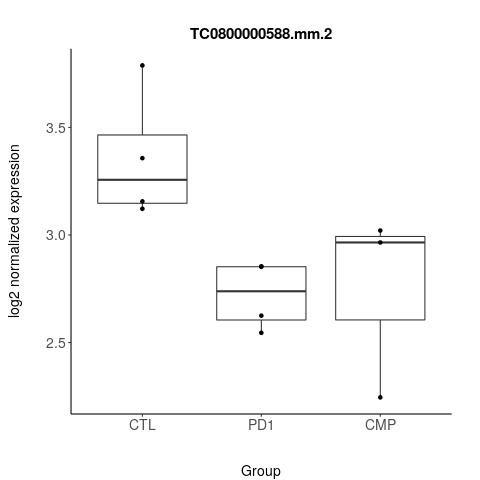 TC0800000588.mm.2
log2 normalized expression
3.5
3.0
2.5
CTL PD1 CMP
Group